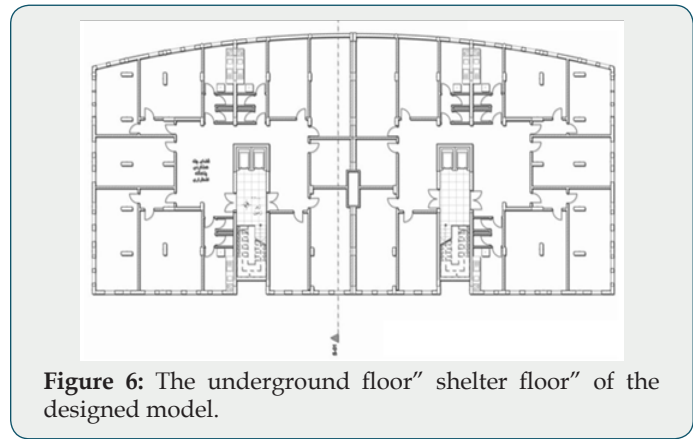 Figure 6: The underground floor” shelter floor” of the
designed model.